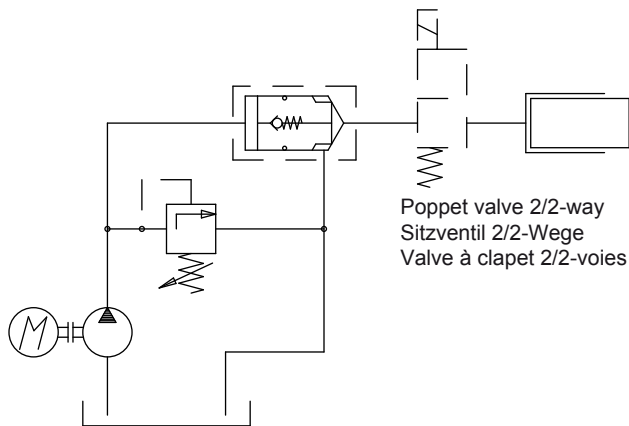 M
Poppet valve 2/2-way
Sitzventil 2/2-Wege
Valve à clapet 2/2-voies